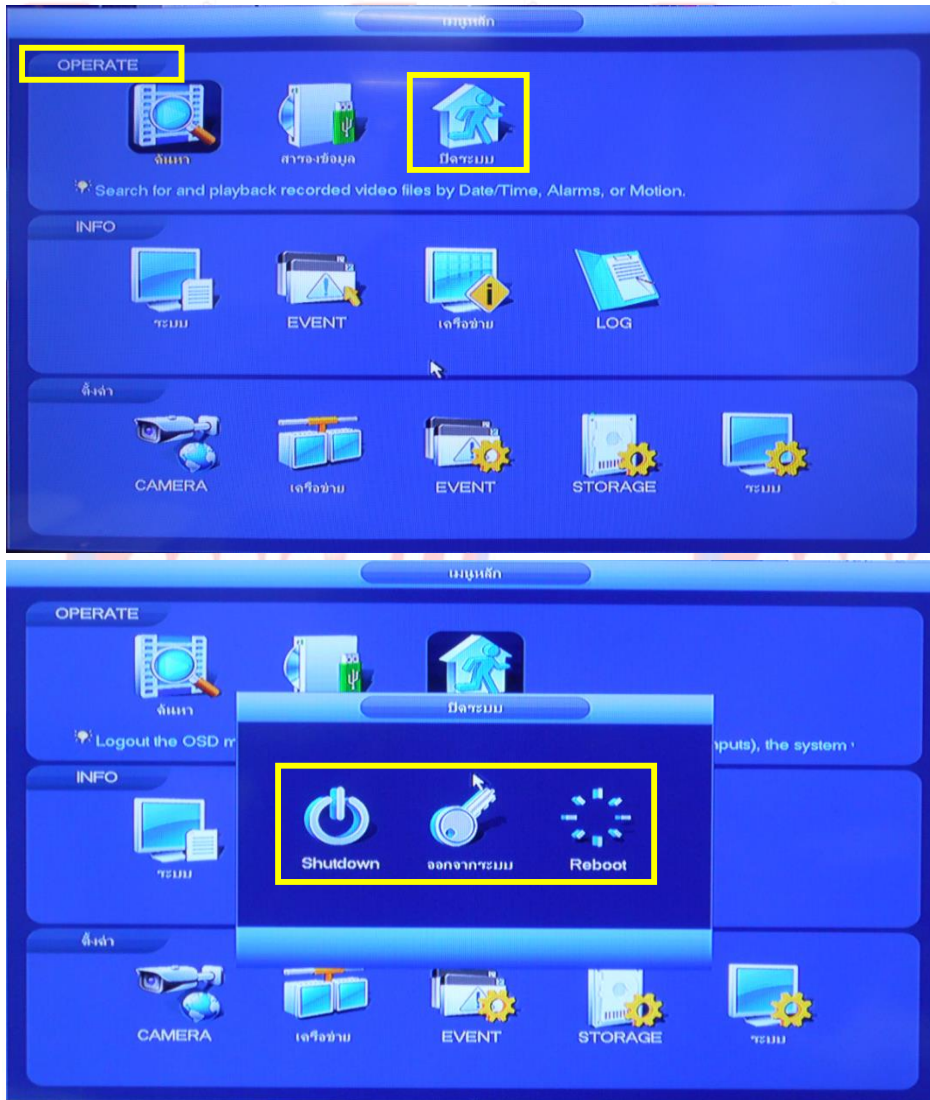 เมนูหลัก
OPERATE
ค้นหา
สำรองข้อมูล
ปิดระบบ
Search for and playback recorded video files by Date/Time, Alarms, or Motion.
INFO
ระบบ
EVENT
เครือข่าย
LOG
ตั้งค่า
CAMERA
เครือข่าย
EVENT
STORAGE
ระบบ
เมนูหลัก
OPERATE
ค้นหา
ปิดระบบ
Logout the OSD m
nputs), the system
INFO
Shutdown
ออกจากระบบ
Reboot
ระบบ
ตั้งค่า
CAMERA
เครือข่าย
EVENT
STORAGE
ระบบ